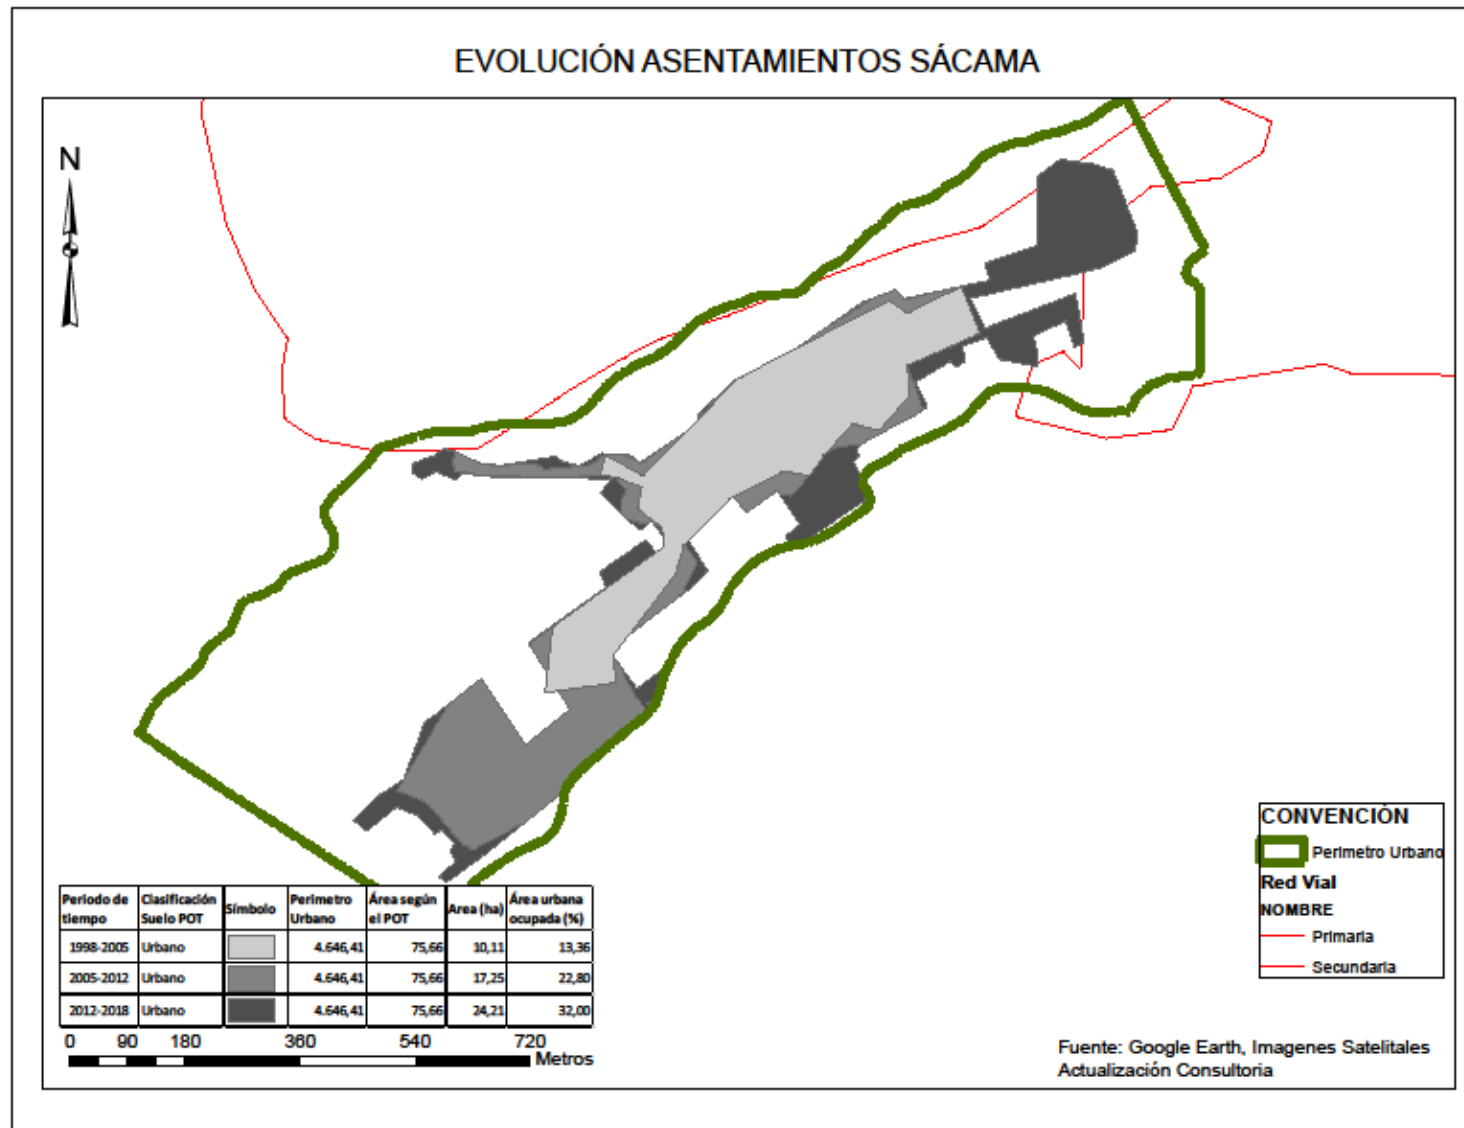 EVOLUCIÓN ASENTAMIENTOS SÁCAMA
N
CONVENCIÓN
Perimetro Urbano
Red Vial
NOMBRE
Primaria
Secundaria
Periodo de tiempo Clasificación Suelo POT Símbolo Perimetro Urbano Área según el POT Area (ha) Área urbana ocupada (%)
1998-2005 Urbano 4.646,41 75,66 10,11 13,36
2005-2012 Urbano 4.646,41 75,66 17,25 22,80
2012-2018 Urbano 4.646,41 75,66 24,21 32,00
0 90 180 360 540 720
Metros
Fuente: Google Earth, Imagenes Satelitales
Actualización Consultoria